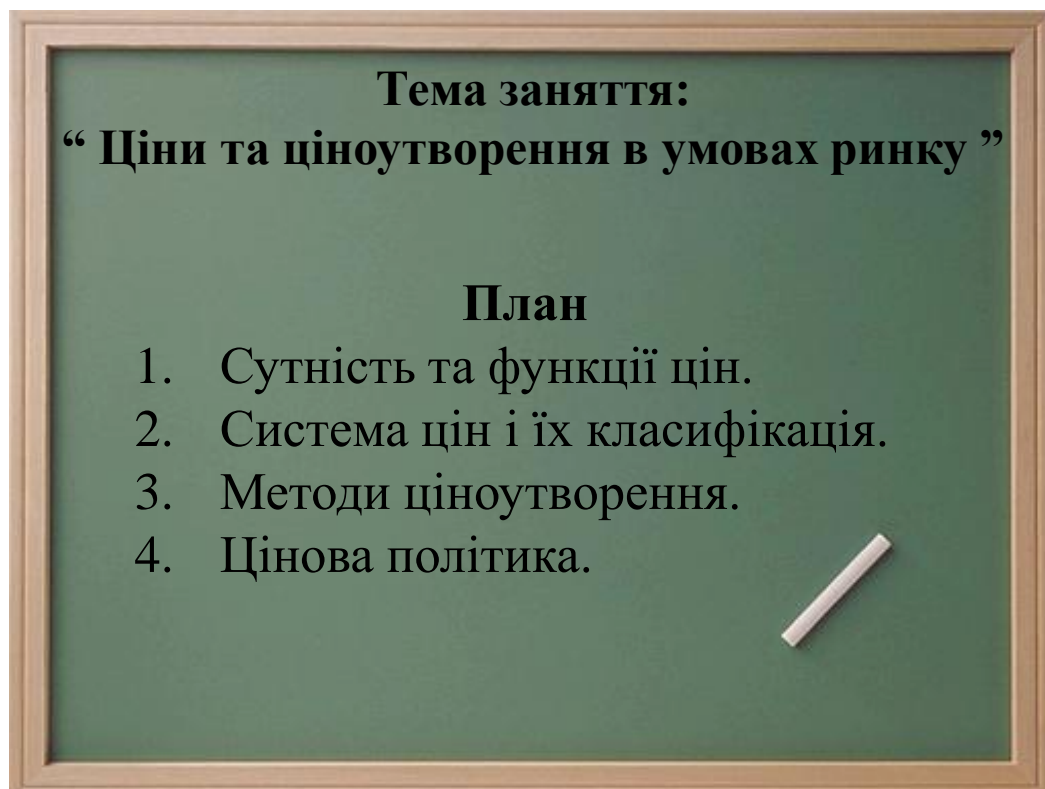 Тема заняття:
“ Ціни та ціноутворення в умовах ринку ”
План
1. Сутність та функції цін.
2. Система цін і їх класифікація.
3. Методи ціноутворення.
4. Цінова політика.